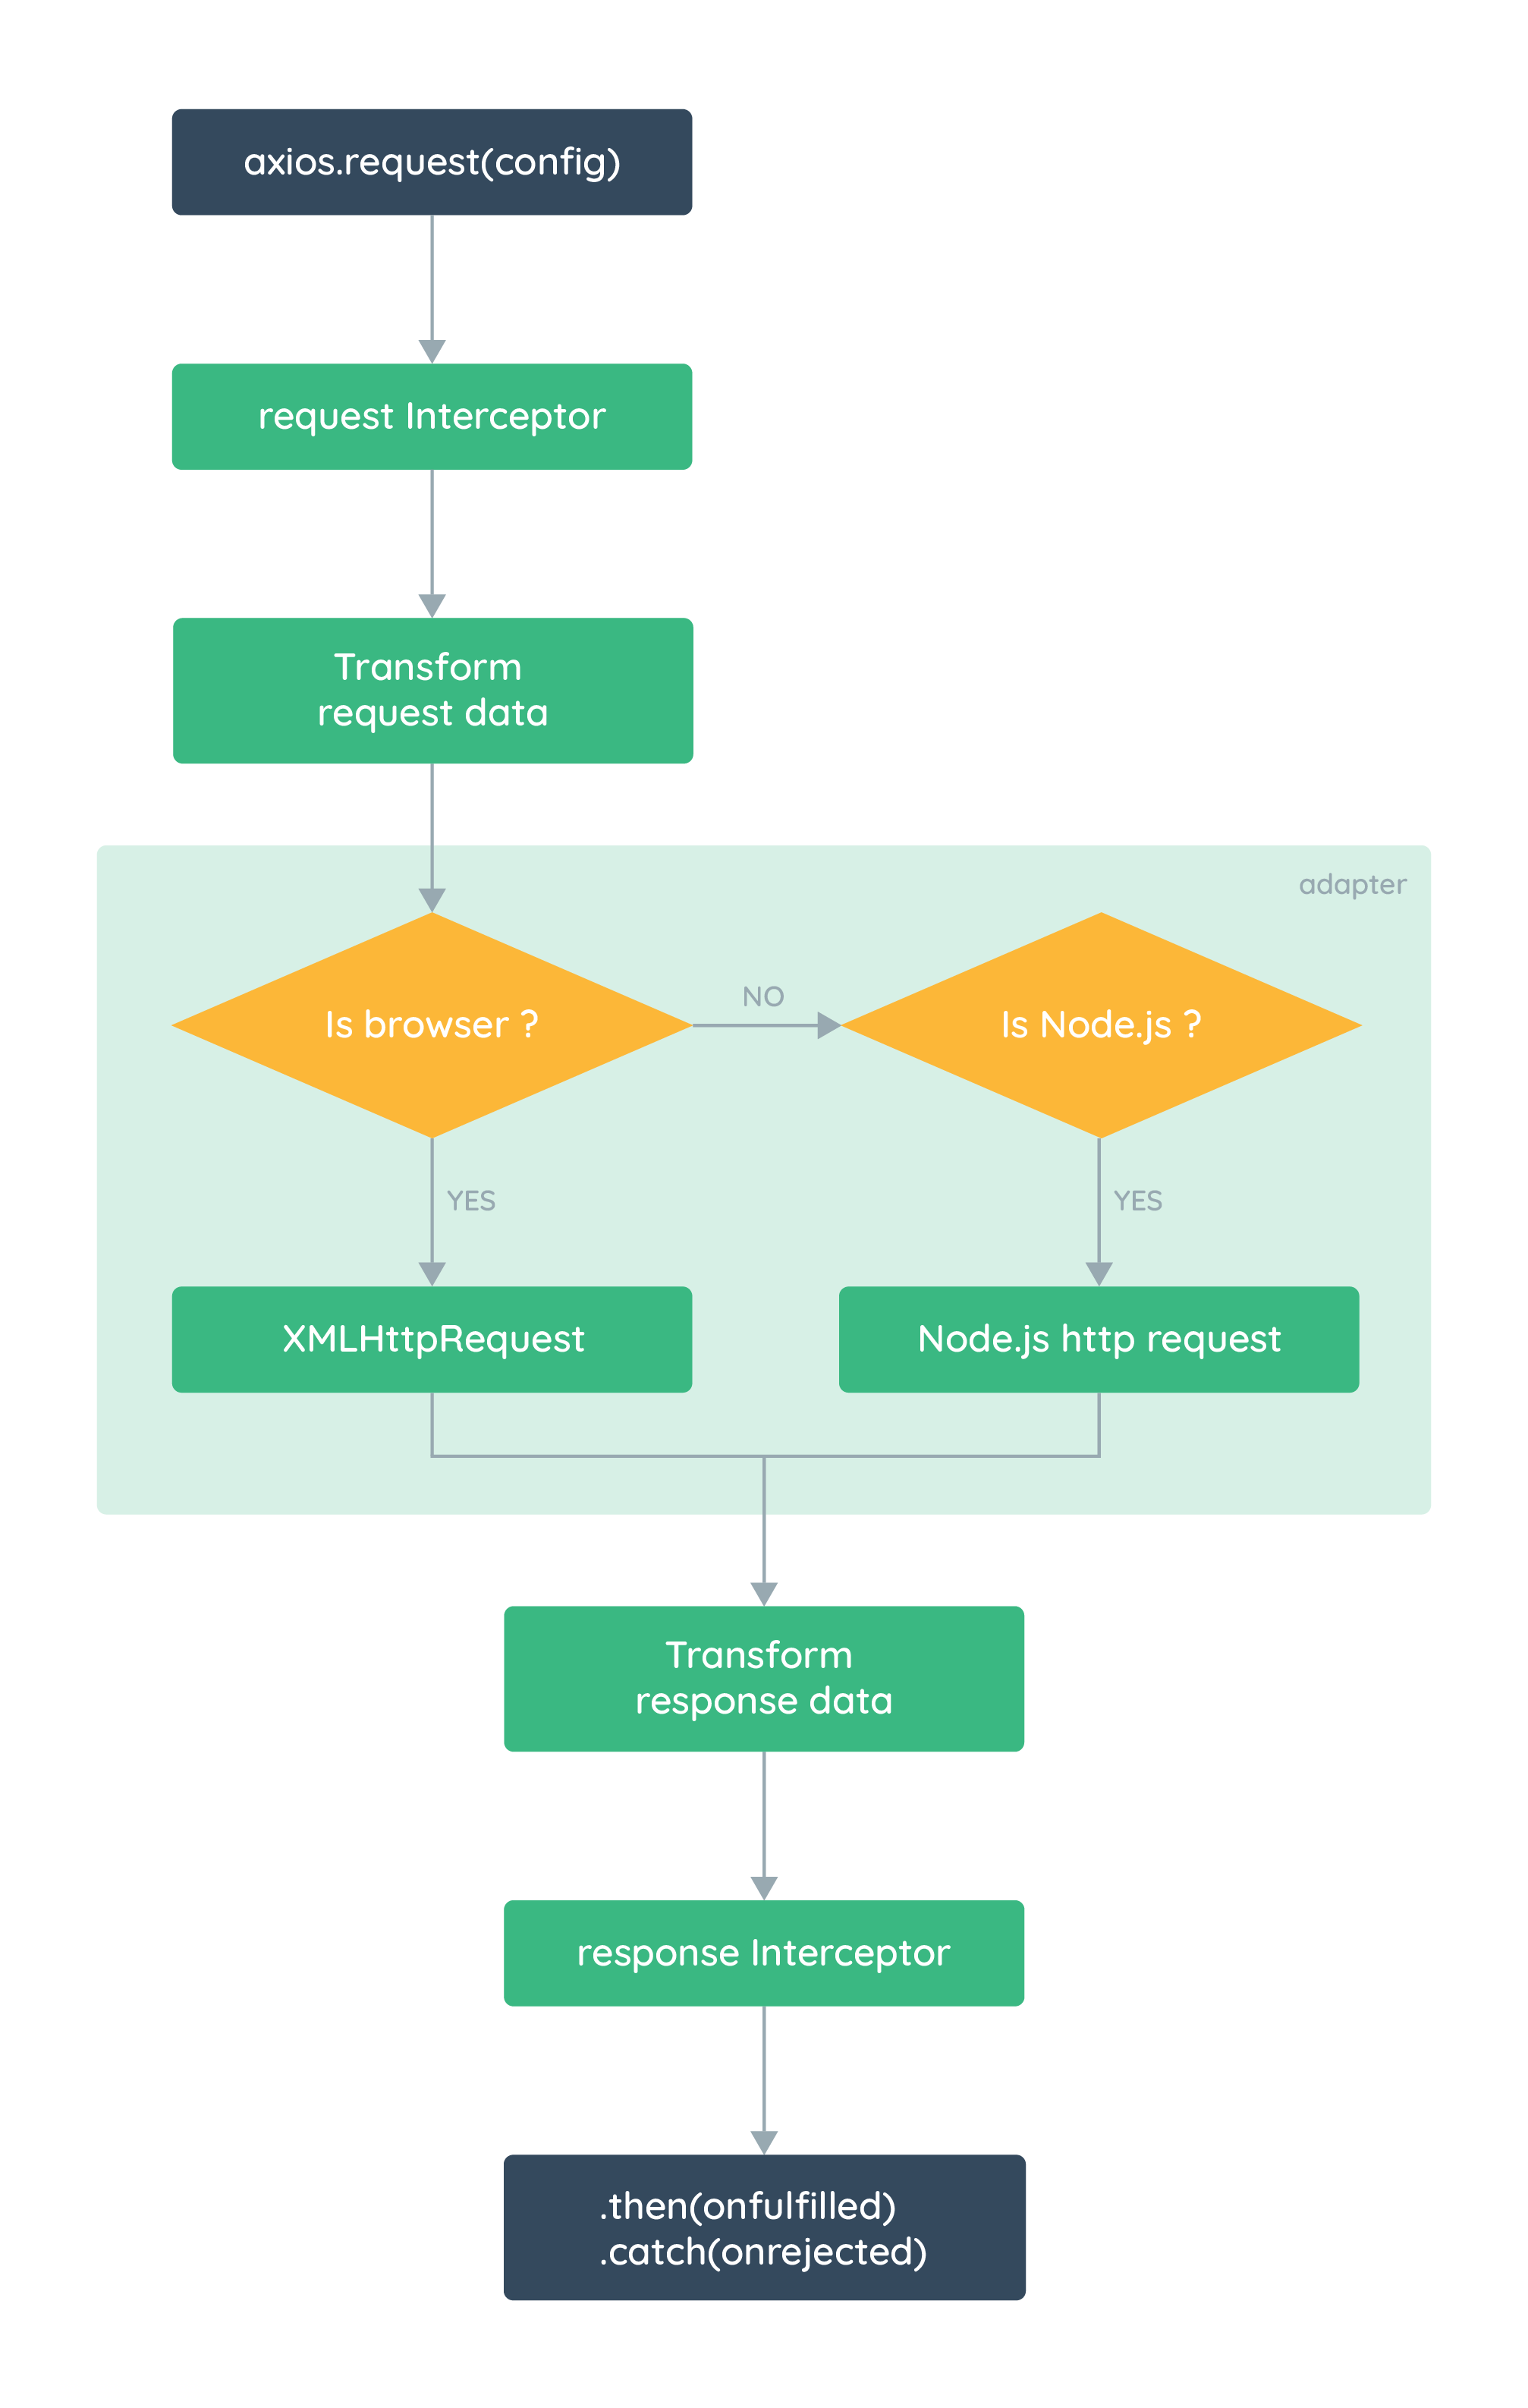 axios.request(config)
request Interceptor
Transform
request data
adapter
Is browser ?
NO
Is Node.js ?
YES
YES
XMLHttpRequest
Node.js http request
Transform
response data
response Interceptor
.then(onfulfilled)
.catch(onrejected)